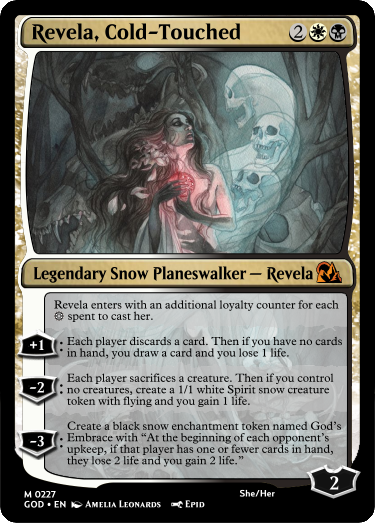 Revela, Cold-Touched 2
Legendary Snow Planeswalker — Revela
Revela enters with an additional loyalty counter for each
spent to cast her.
+1: Each player discards a card. Then if you have no cards
in hand, you draw a card and you lose 1 life.
-2: Each player sacrifices a creature. Then if you control
no creatures, create a 1/1 white Spirit snow creature
token with flying and you gain 1 life.
-3: Create a black snow enchantment token named God's
Embrace with “At the beginning of each opponent's
upkeep, if that player has one or fewer cards in hand,
they lose 2 life and you gain 2 life.”
2
M 0227
She/Her
GOD • EN Amelia Leonards Epid